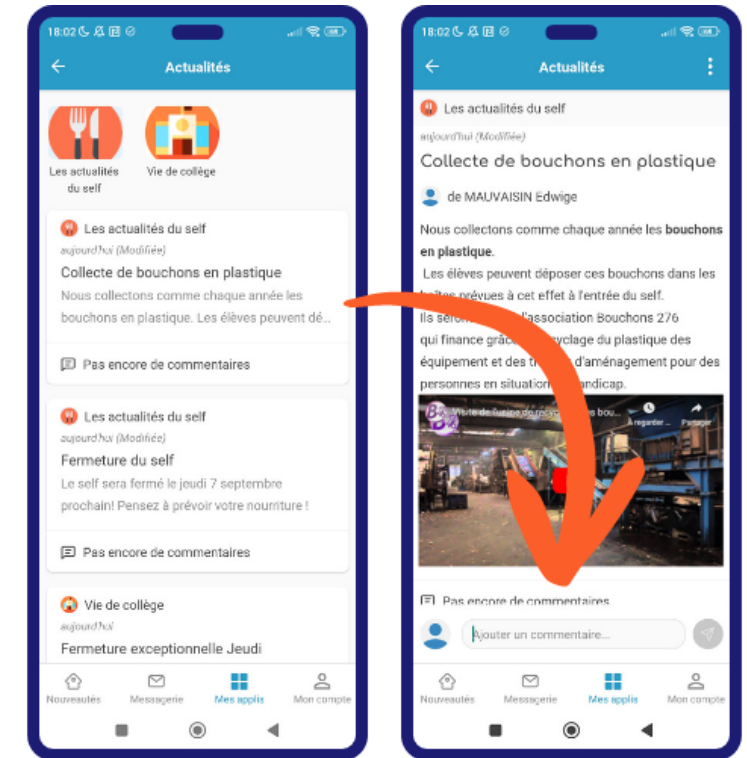 18:02
Actualités
Les actualités
du self
Vie de collège
Les actualités du self
aujourd'hui (Modifiée)
Collecte de bouchons en plastique
Nous collectons comme chaque année les
bouchons en plastique. Les élèves peuvent dé...
Pas encore de commentaires
Les actualités du self
aujourd'hui (Modifiée)
Fermeture du self
Le self sera fermé le jeudi 7 septembre
prochain! Pensez à prévoir votre nourriture !
Pas encore de commentaires
Vie de collège
aujourd'hui
Fermeture exceptionnelle Jeudi
Nouveautés
Messagerie
Mes applis
Mon compte
18:02
Actualités
Les actualités du self
aujourd'hui (Modifiée)
Collecte de bouchons en plastique
de MAUVAISIN Edwige
Nous collectons comme chaque année les bouchons
en plastique.
Les élèves peuvent déposer ces bouchons dans les
boîtes prévues à cet effet à l'entrée du self.
Ils l'association Bouchons 276
qui finance du plastique des
équipement et des d'aménagement pour des
personnes en situation
Visite de l'usine de recyclage des bou...
À regarder ...
Partager
Pas encore de commentaires
Ajouter un commentaire...
Nouveautés
Messagerie
Mes applis
Mon compte